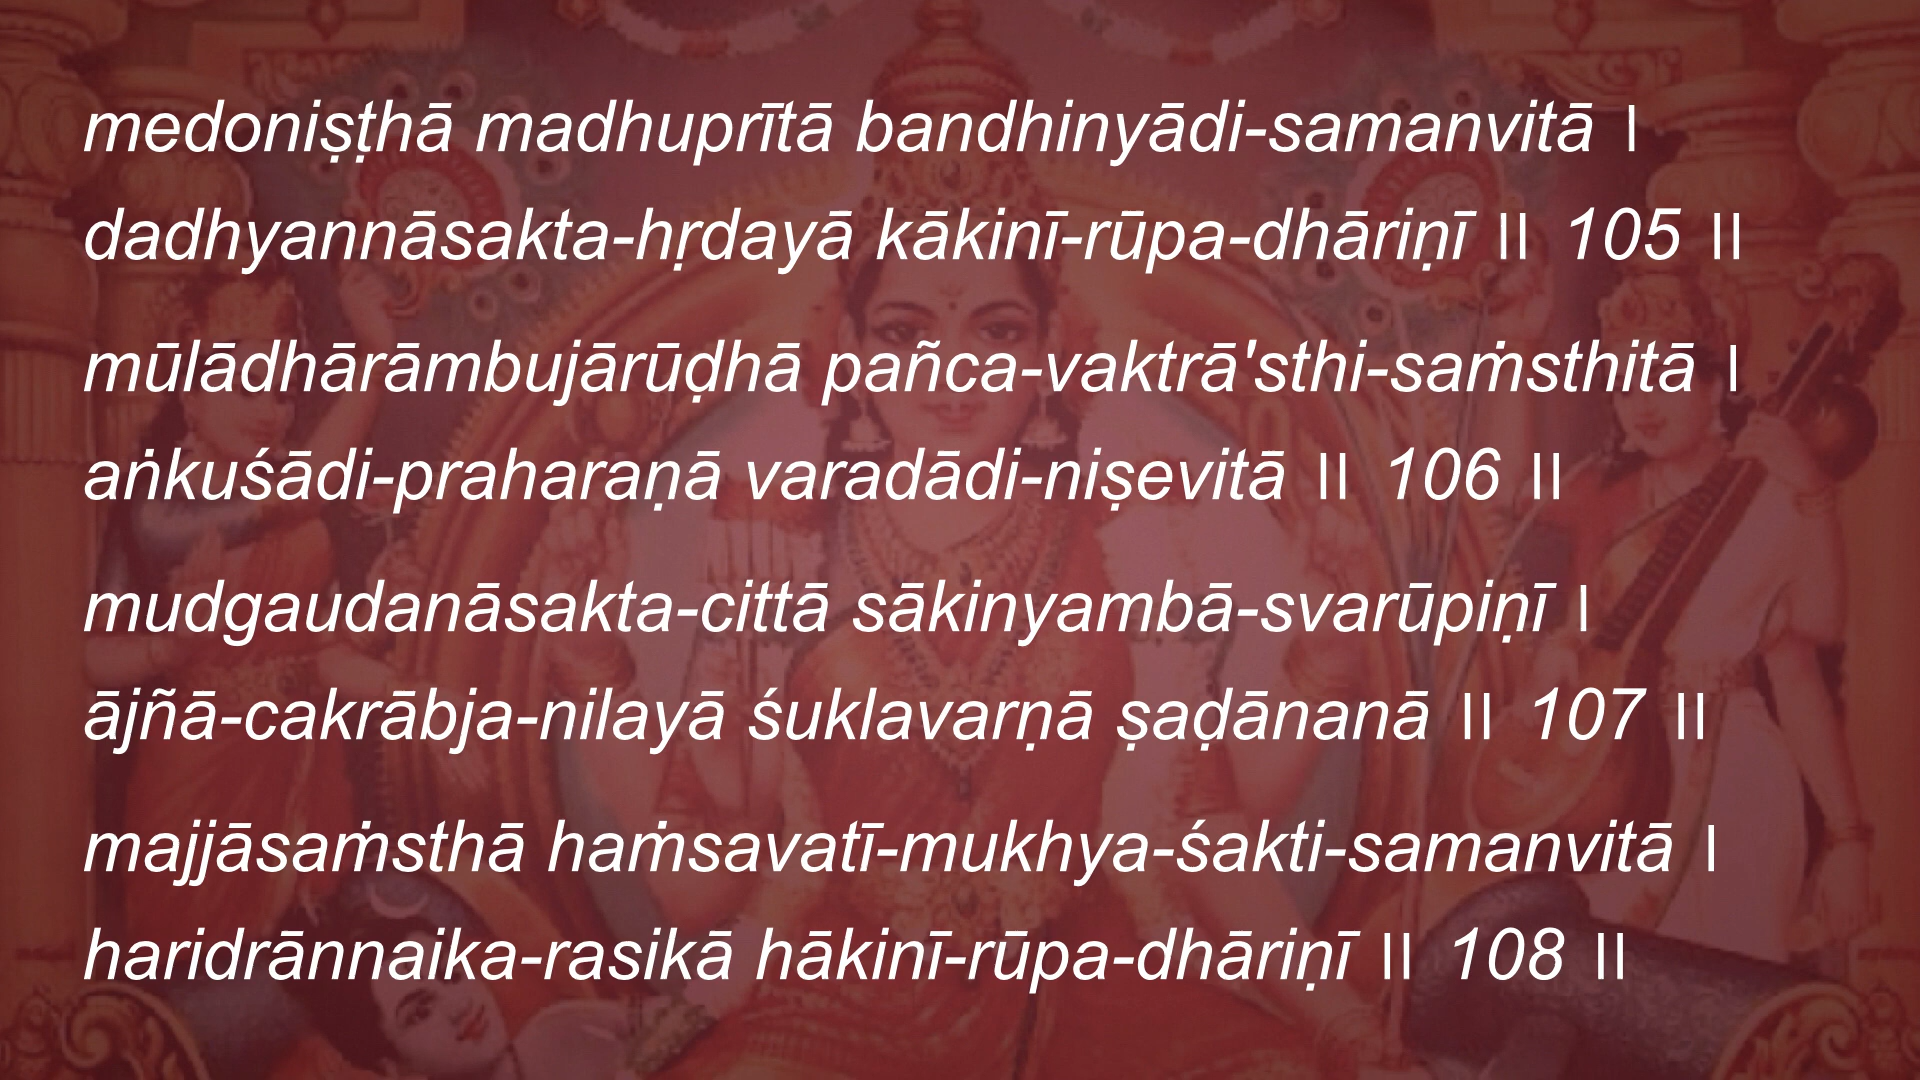 medoniṣṭhā madhuprītā bandhinyādi-samanvitā ।
dadhyannāsakta-hṛdayā kākinī-rūpa-dhāriṇī ॥ 105 ॥
mūlādhārāmbujārūḍhā pañca-vaktrā'sthi-saṁsthitā ।
aṅkuśādi-praharaṇā varadādi-niṣevitā ॥ 106 ॥
mudgaudanāsakta-cittā sākinyambā-svarūpiṇī ।
ājñā-cakrābja-nilayā śuklavarṇā ṣaḍānanā ॥ 107 ॥
majjāsaṁsthā haṁsavatī-mukhya-śakti-samanvitā ।
haridrānnaika-rasikā hākinī-rūpa-dhāriṇī ॥ 108 ॥